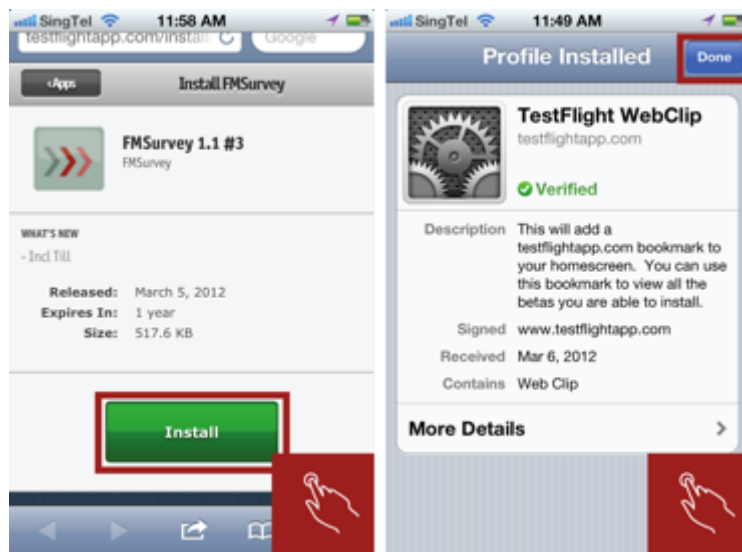 SingTel 11:58 AM
testflightapp.com/install Google
Apps Install FMSurvey
FMSurvey 1.1 #3
FMSurvey
WHAT'S NEW
- Incl Till
Released: March 5, 2012
Expires In: 1 year
Size: 517.6 KB
Install
SingTel 11:49 AM
Profile Installed Done
TestFlight WebClip
testflightapp.com
Verified
Description This will add a
testflightapp.com bookmark to
your homescreen. You can use
this bookmark to view all the
betas you are able to install.
Signed www.testflightapp.com
Received Mar 6, 2012
Contains Web Clip
More Details